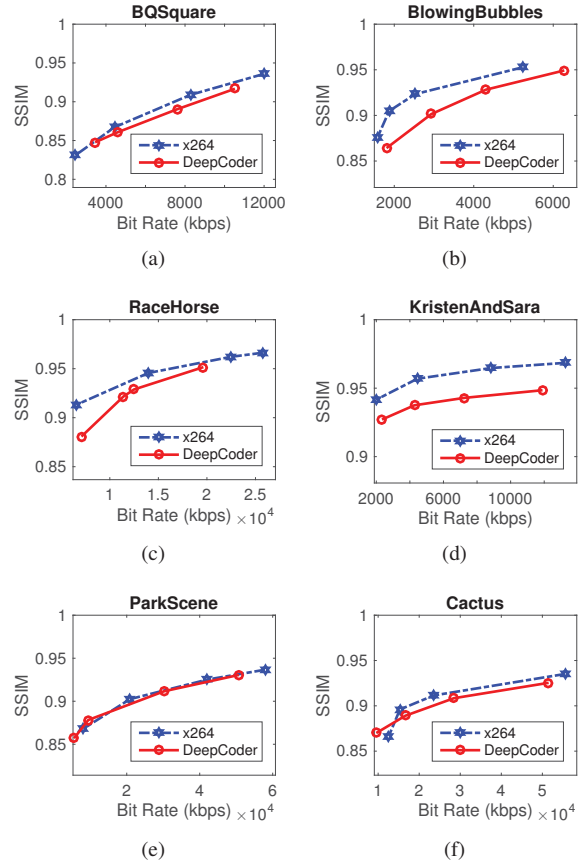 BQSquare
1
0.95
0.9
0.85
0.8
SSIM
x264
DeepCoder
4000 8000 12000
Bit Rate (kbps)
(a)
BlowingBubbles
1
0.95
0.9
0.85
SSIM
x264
DeepCoder
2000 4000 6000
Bit Rate (kbps)
(b)
RaceHorse
1
0.95
0.9
0.85
SSIM
x264
DeepCoder
1 1.5 2 2.5
Bit Rate (kbps) ×10^4
(c)
KristenAndSara
1
0.95
0.9
SSIM
x264
DeepCoder
2000 6000 10000
Bit Rate (kbps)
(d)
ParkScene
1
0.95
0.9
0.85
SSIM
x264
DeepCoder
2 4 6
Bit Rate (kbps) ×10^4
(e)
Cactus
1
0.95
0.9
0.85
SSIM
x264
DeepCoder
1 2 3 4 5
Bit Rate (kbps) ×10^4
(f)